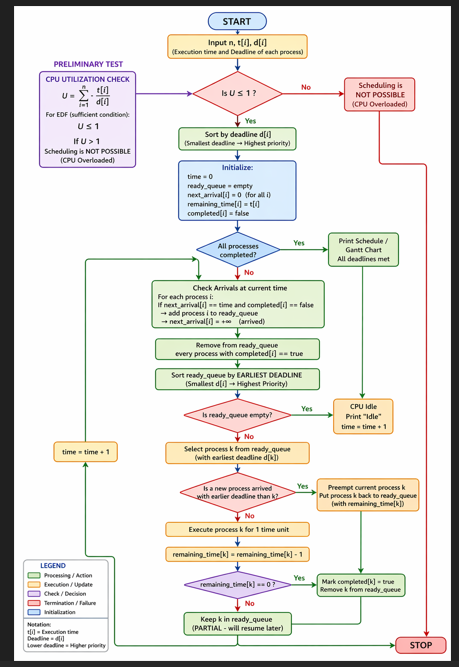 START
Input n, t[i], d[i]
(Execution time and Deadline of each process)
PRELIMINARY TEST
CPU UTILIZATION CHECK
U = n ∑ i=1 · t[i] / d[i]
For EDF (sufficient condition):
U ≤ 1
If U > 1
Scheduling is NOT POSSIBLE
(CPU Overloaded)
Is U ≤ 1 ?
No
Scheduling is
NOT POSSIBLE
(CPU Overloaded)
Yes
Sort by deadline d[i]
(Smallest deadline → Highest priority)
Initialize:
time = 0
ready_queue = empty
next_arrival[i] = 0 (for all i)
remaining_time[i] = t[i]
completed[i] = false
All processes
completed?
Yes
Print Schedule /
Gantt Chart
All deadlines met
No
Check Arrivals at current time
For each process i:
If next_arrival[i] == time and completed[i] == false
→ add process i to ready_queue
→ next_arrival[i] = +∞ (arrived)
Remove from ready_queue
every process with completed[i] == true
Sort ready_queue by EARLIEST DEADLINE
(Smallest d[i] → Highest Priority)
Is ready_queue empty?
Yes
CPU Idle
Print "Idle"
time = time + 1
No
Select process k from ready_queue
(with earliest deadline d[k])
time = time + 1
Is a new process arrived
with earlier deadline than k?
Yes
Preempt current process k
Put process k back to ready_queue
(with remaining_time[k])
No
Execute process k for 1 time unit
remaining_time[k] = remaining_time[k] - 1
remaining_time[k] == 0 ?
Yes
Mark completed[k] = true
Remove k from ready_queue
No
Keep k in ready_queue
(PARTIAL - will resume later)
STOP
LEGEND
Processing / Action
Execution / Update
Check / Decision
Termination / Failure
Initialization
Notation:
t[i] = Execution time
Deadline = d[i]
Lower deadline = Higher priority